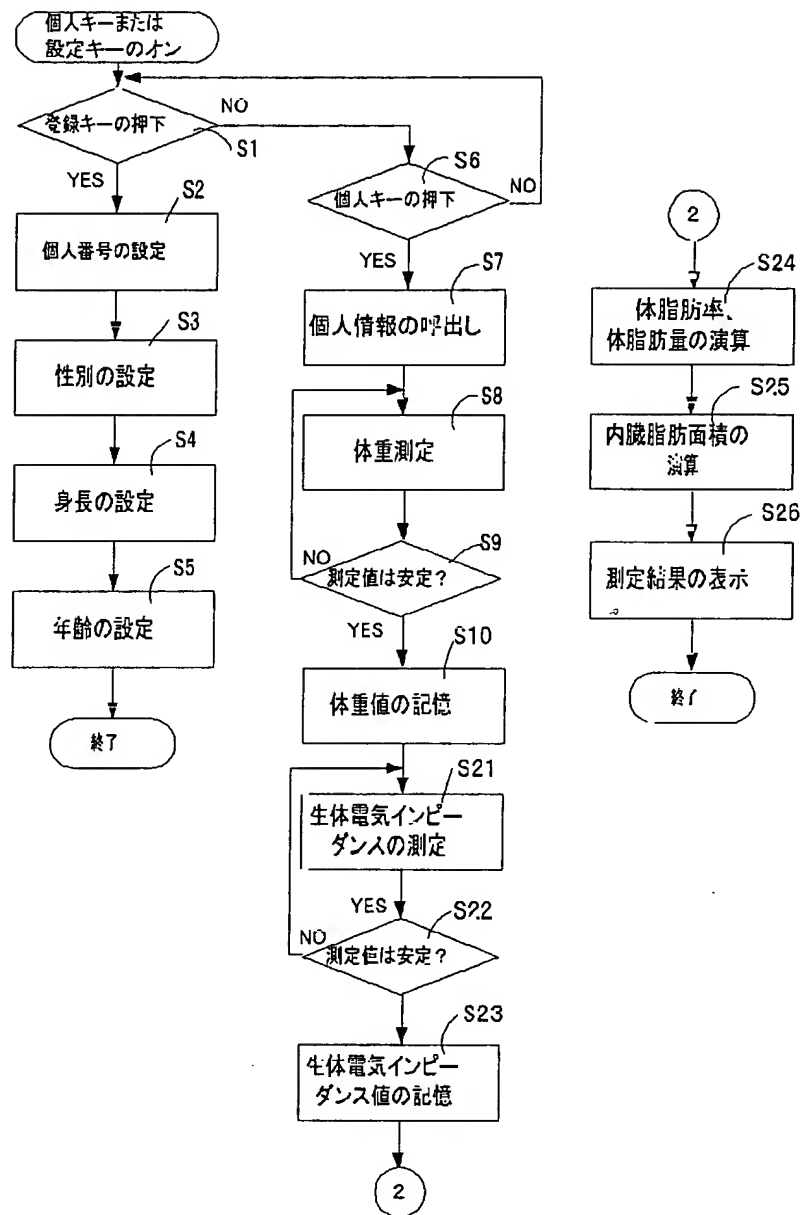 個人キーまたは
設定キーのオン
登録キーの押下
NO
S1
YES
S2
個人番号の設定
S3
性別の設定
S4
身長の設定
S5
年齢の設定
終了
S6
個人キーの押下
NO
YES
S7
個人情報の呼出し
S8
体重測定
S9
NO
測定値は安定？
YES
S10
体重値の記憶
S21
生体電気インピー
ダンスの測定
YES
S22
NO
測定値は安定？
S23
生体電気インピー
ダンス値の記憶
2
2
S24
体脂肪率、
体脂肪量の演算
S25
内臓脂肪面積の
演算
S26
測定結果の表示
。
終了